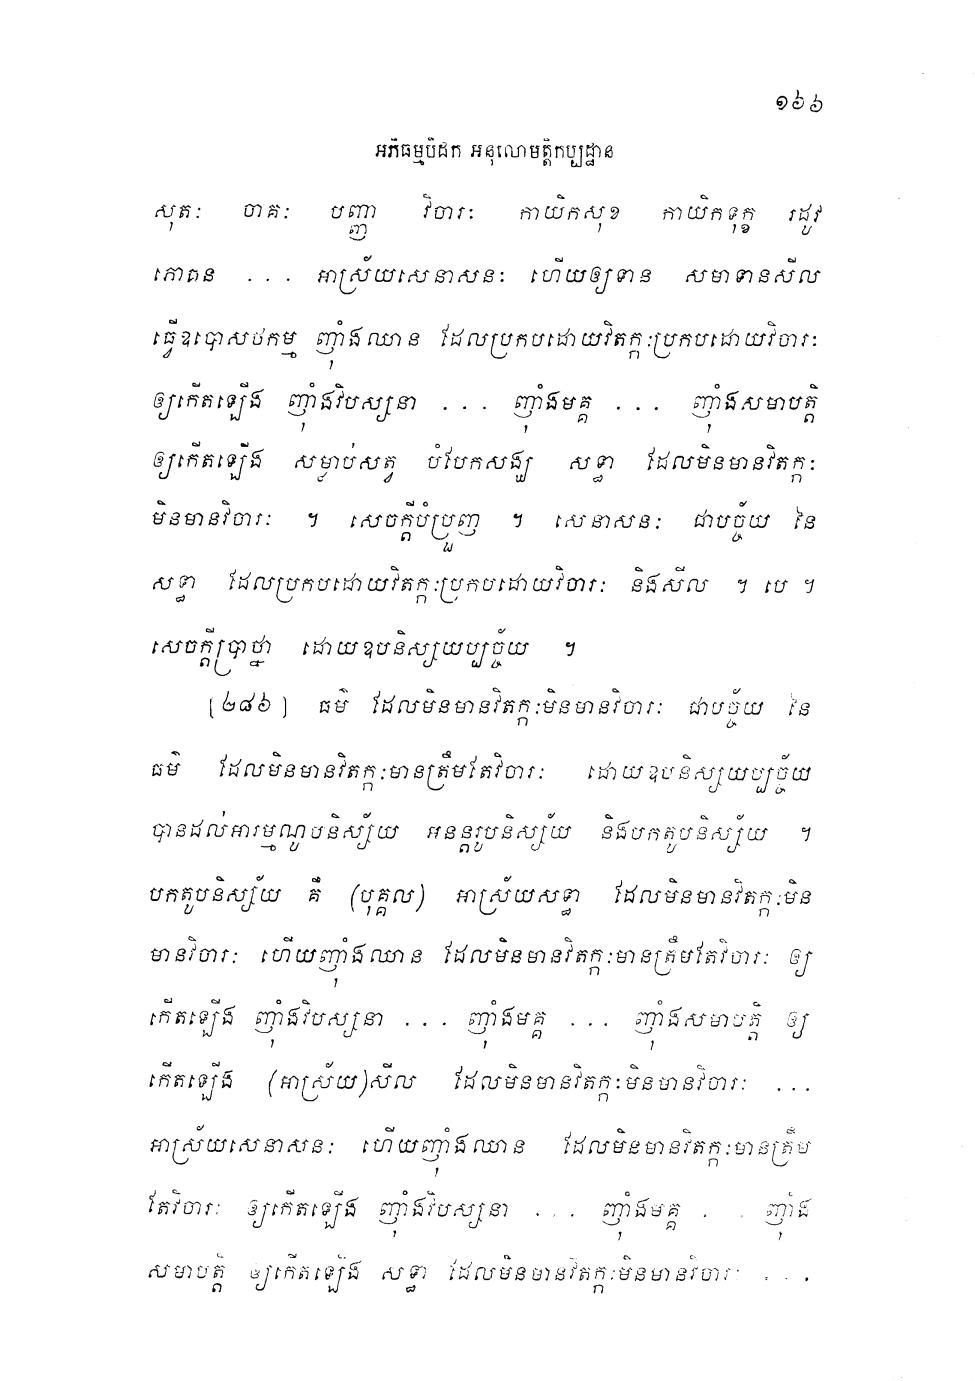 ១៦៦
អភិធម្មបិដក អនុលោមត្តិកប្បដ្ឋាន
សុតៈ ចាគៈ បញ្ញា វិចារៈ កាយិកសុខ កាយិកទុក្ខ រដូវ
ភោជន ... អាស្រ័យសេនាសនៈ ហើយឲ្យទាន សមាទានសីល
ធ្វើឧបោសថកម្ម ញ៉ាំងឈាន ដែលប្រកបដោយវិតក្កៈប្រកបដោយវិចារៈ
ឲ្យកើតឡើង ញ៉ាំងវិបស្សនា ... ញ៉ាំងមគ្គ ... ញ៉ាំងសមាបត្តិ
ឲ្យកើតឡើង សម្លាប់សត្វ បំបែកសង្ឃ សទ្ធា ដែលមិនមានវិតក្កៈ
មិនមានវិចារៈ ។ សេចក្តីបំប្រួញ ។ សេនាសនៈ ជាបច្ច័យ នៃ
សទ្ធា ដែលប្រកបដោយវិតក្កៈប្រកបដោយវិចារៈ និងសីល ។ បេ ។
សេចក្តីប្រាថ្នា ដោយឧបនិស្សយប្បច្ច័យ ។
[២៨៦] ធម៌ ដែលមិនមានវិតក្កៈមិនមានវិចារៈ ជាបច្ច័យ នៃ
ធម៌ ដែលមិនមានវិតក្កៈមានត្រឹមតែវិចារៈ ដោយឧបនិស្សយប្បច្ច័យ
បានដល់អារម្មណូបនិស្ស័យ អនន្តរូបនិស្ស័យ និងបកតូបនិស្ស័យ ។
បកតូបនិស្ស័យ គឺ (បុគ្គល) អាស្រ័យសទ្ធា ដែលមិនមានវិតក្កៈមិន
មានវិចារៈ ហើយញ៉ាំងឈាន ដែលមិនមានវិតក្កៈមានត្រឹមតែវិចារៈ ឲ្យ
កើតឡើង ញ៉ាំងវិបស្សនា ... ញ៉ាំងមគ្គ ... ញ៉ាំងសមាបត្តិ ឲ្យ
កើតឡើង (អាស្រ័យ)សីល ដែលមិនមានវិតក្កៈមិនមានវិចារៈ ...
អាស្រ័យសេនាសនៈ ហើយញ៉ាំងឈាន ដែលមិនមានវិតក្កៈមានត្រឹម
តែវិចារៈ ឲ្យកើតឡើង ញ៉ាំងវិបស្សនា ... ញ៉ាំងមគ្គ ... ញ៉ាំង
សមាបត្តិ ឲ្យកើតឡើង សទ្ធា ដែលមិនមានវិតក្កៈមិនមានវិចារៈ ...